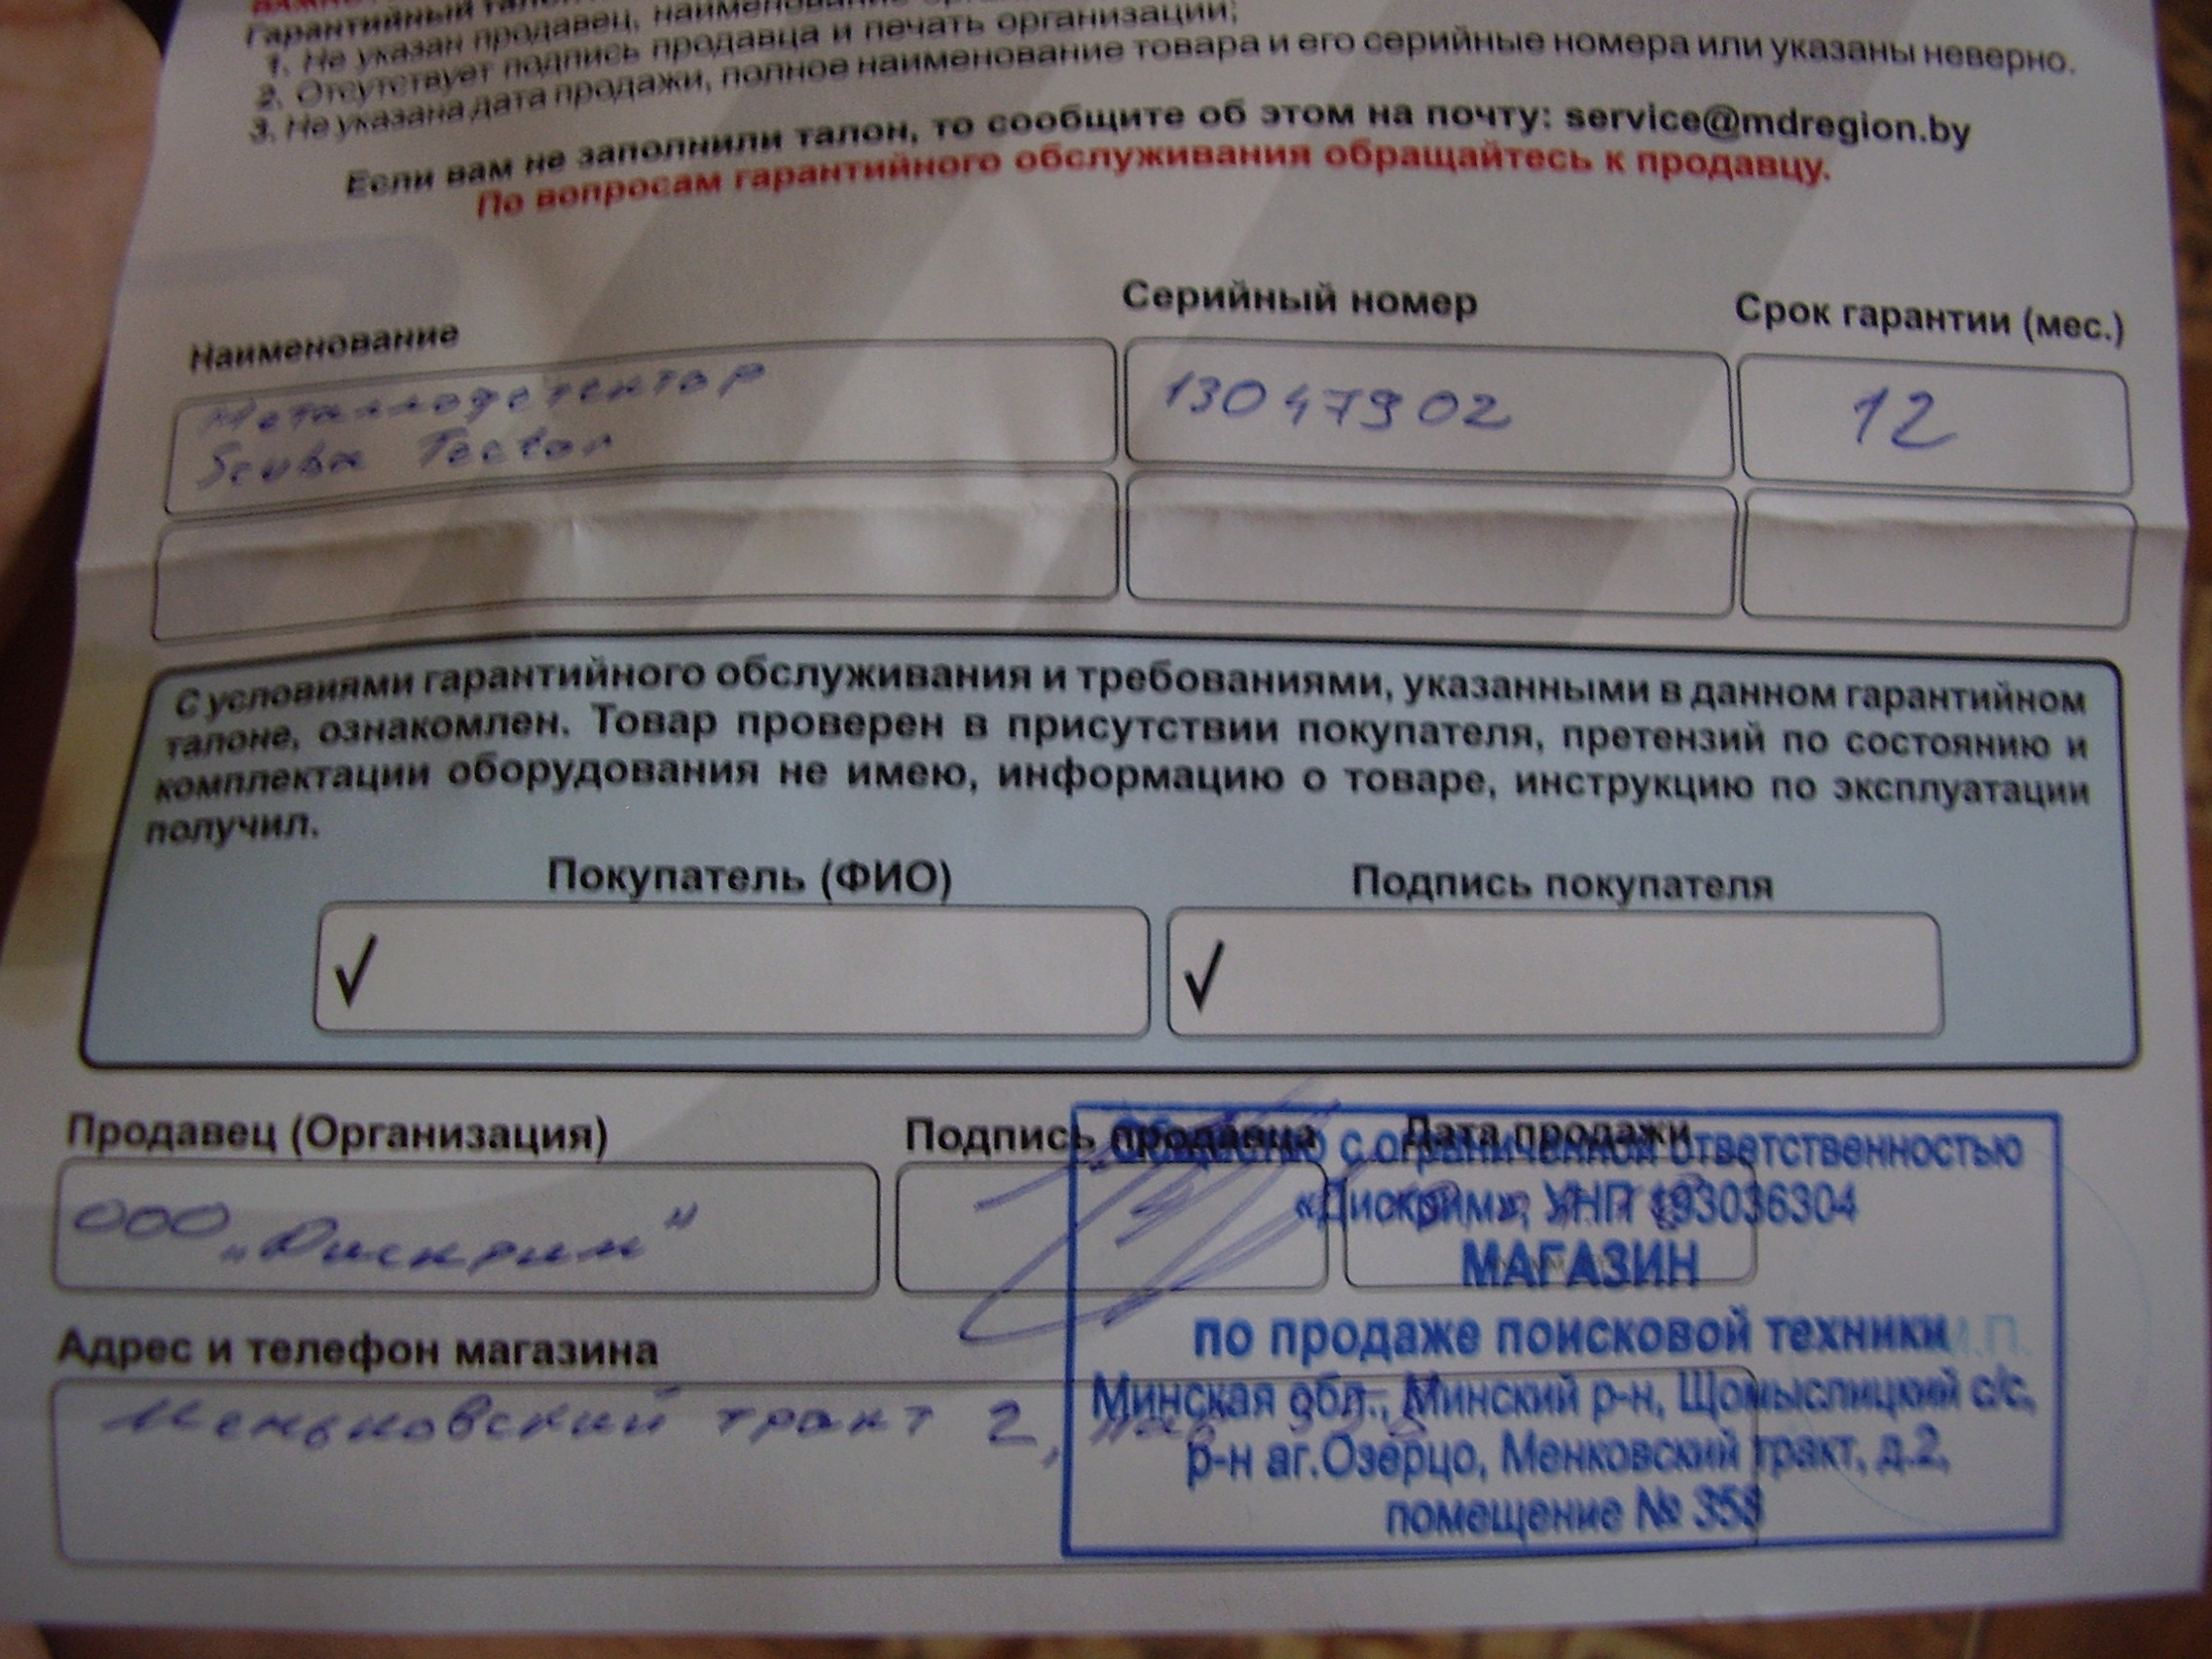 Гарантийный талон
1. Не указан продавец, наименование
2. Отсутствует подпись продавца и печать организации;
3. Не указана дата продажи, полное наименование товара и его серийные номера или указаны неверно.
Если вам не заполнили талон, то сообщите об этом на почту: service@mdregion.by
По вопросам гарантийного обслуживания обращайтесь к продавцу.
Наименование Серийный номер Срок гарантии (мес.)
Металлодетектор 13047902 12
Scuba Tector
С условиями гарантийного обслуживания и требованиями, указанными в данном гарантийном
талоне, ознакомлен. Товар проверен в присутствии покупателя, претензий по состоянию и
комплектации оборудования не имею, информацию о товаре, инструкцию по эксплуатации
получил.
Покупатель (ФИО) Подпись покупателя
Продавец (Организация) Подпись продавца Дата продажи
ООО „Дискрим"
Адрес и телефон магазина
Меньковский тракт 2,
Общество с ограниченной ответственностью
«Дискрим», УНП 193036304
МАГАЗИН
по продаже поисковой техники
М.П.
Минская обл., Минский р-н, Щомыслицкий с/с,
р-н аг.Озерцо, Менковский тракт, д.2,
помещение № 358